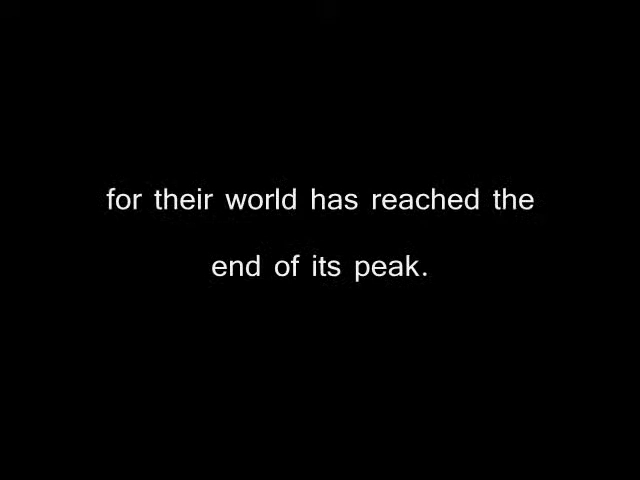 for their world has reached the
end of its peak.